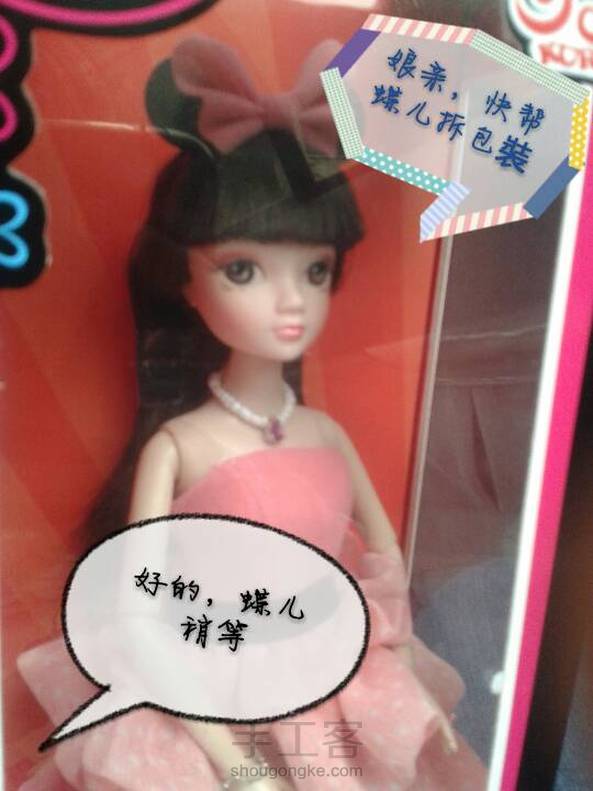 娘亲，快帮
蝶儿拆包裝
好的，蝶儿
稍等
手工客
shougongke.com